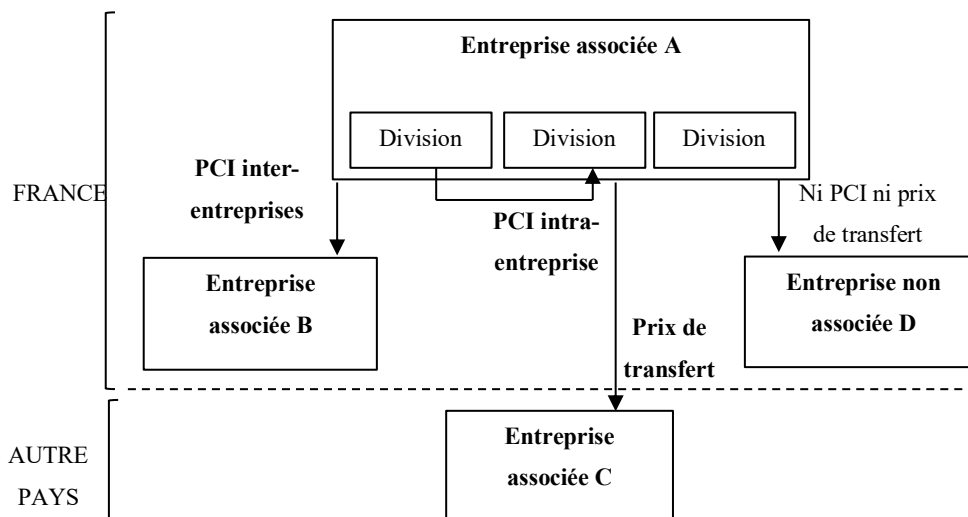 Entreprise associée A
Division
Division
Division
PCI inter-
entreprises
FRANCE
Ni PCI ni prix
de transfert
PCI intra-
entreprise
Entreprise
associée B
Entreprise non
associée D
Prix de
transfert
AUTRE
PAYS
Entreprise
associée C